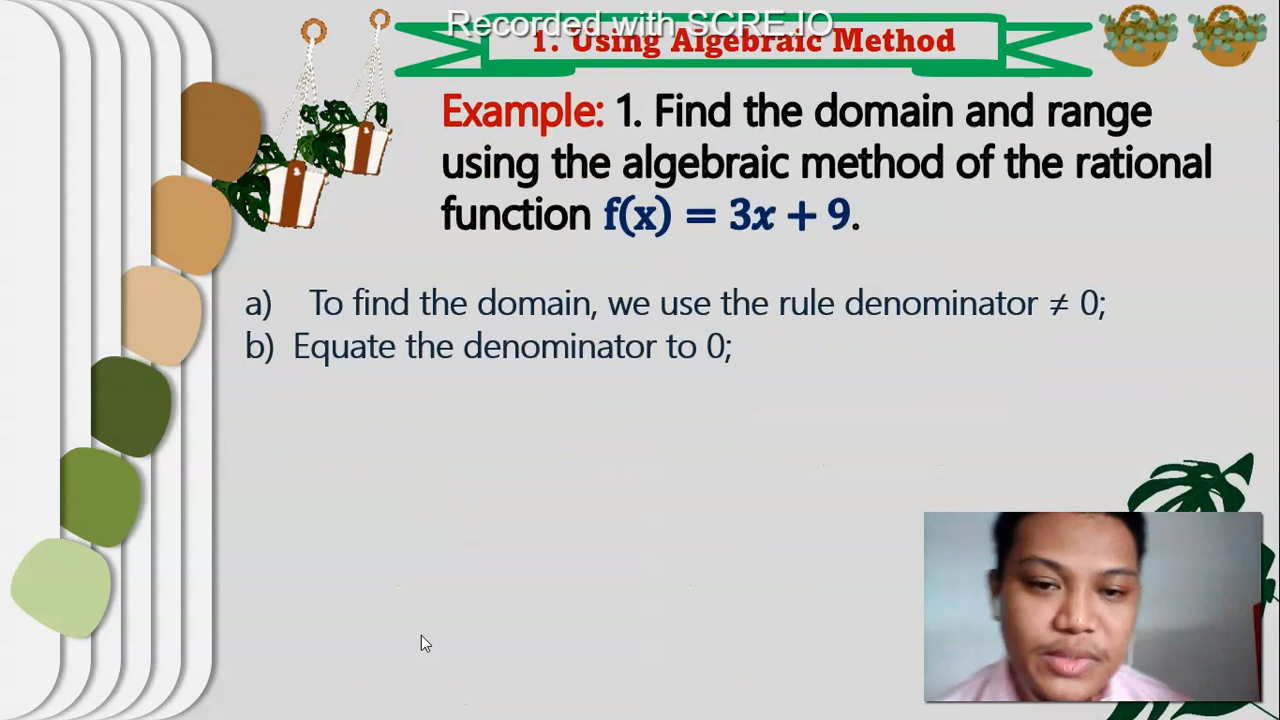 Recorded with SCRE.IO
1. Using Algebraic Method
Example: 1. Find the domain and range
using the algebraic method of the rational
function f(x) = 3x + 9.
a) To find the domain, we use the rule denominator ≠ 0;
b) Equate the denominator to 0;